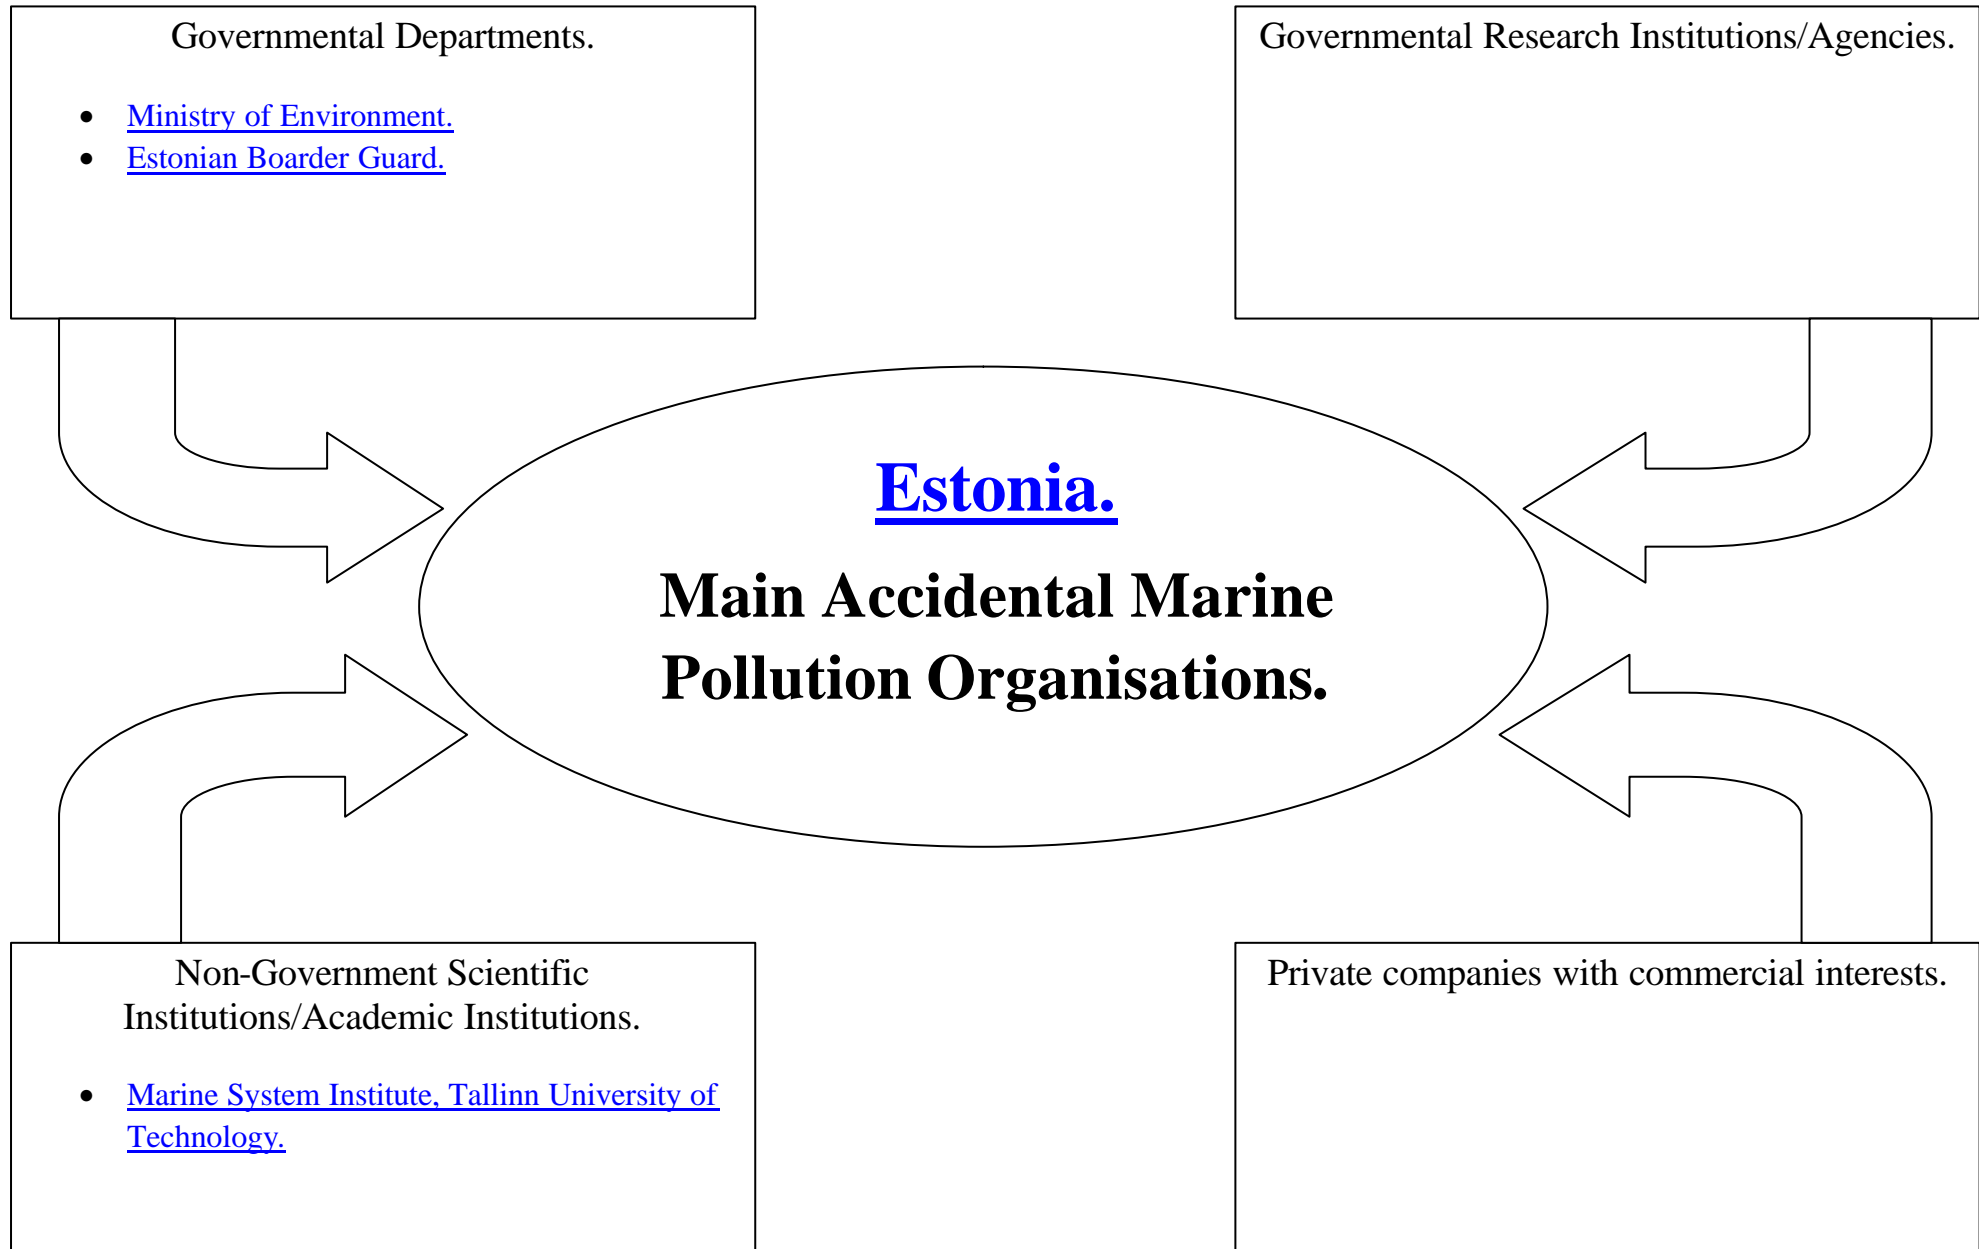 Governmental Departments.
• Ministry of Environment.
• Estonian Boarder Guard.
Governmental Research Institutions/Agencies.
Estonia.
Main Accidental Marine
Pollution Organisations.
Non-Government Scientific
Institutions/Academic Institutions.
• Marine System Institute, Tallinn University of
Technology.
Private companies with commercial interests.